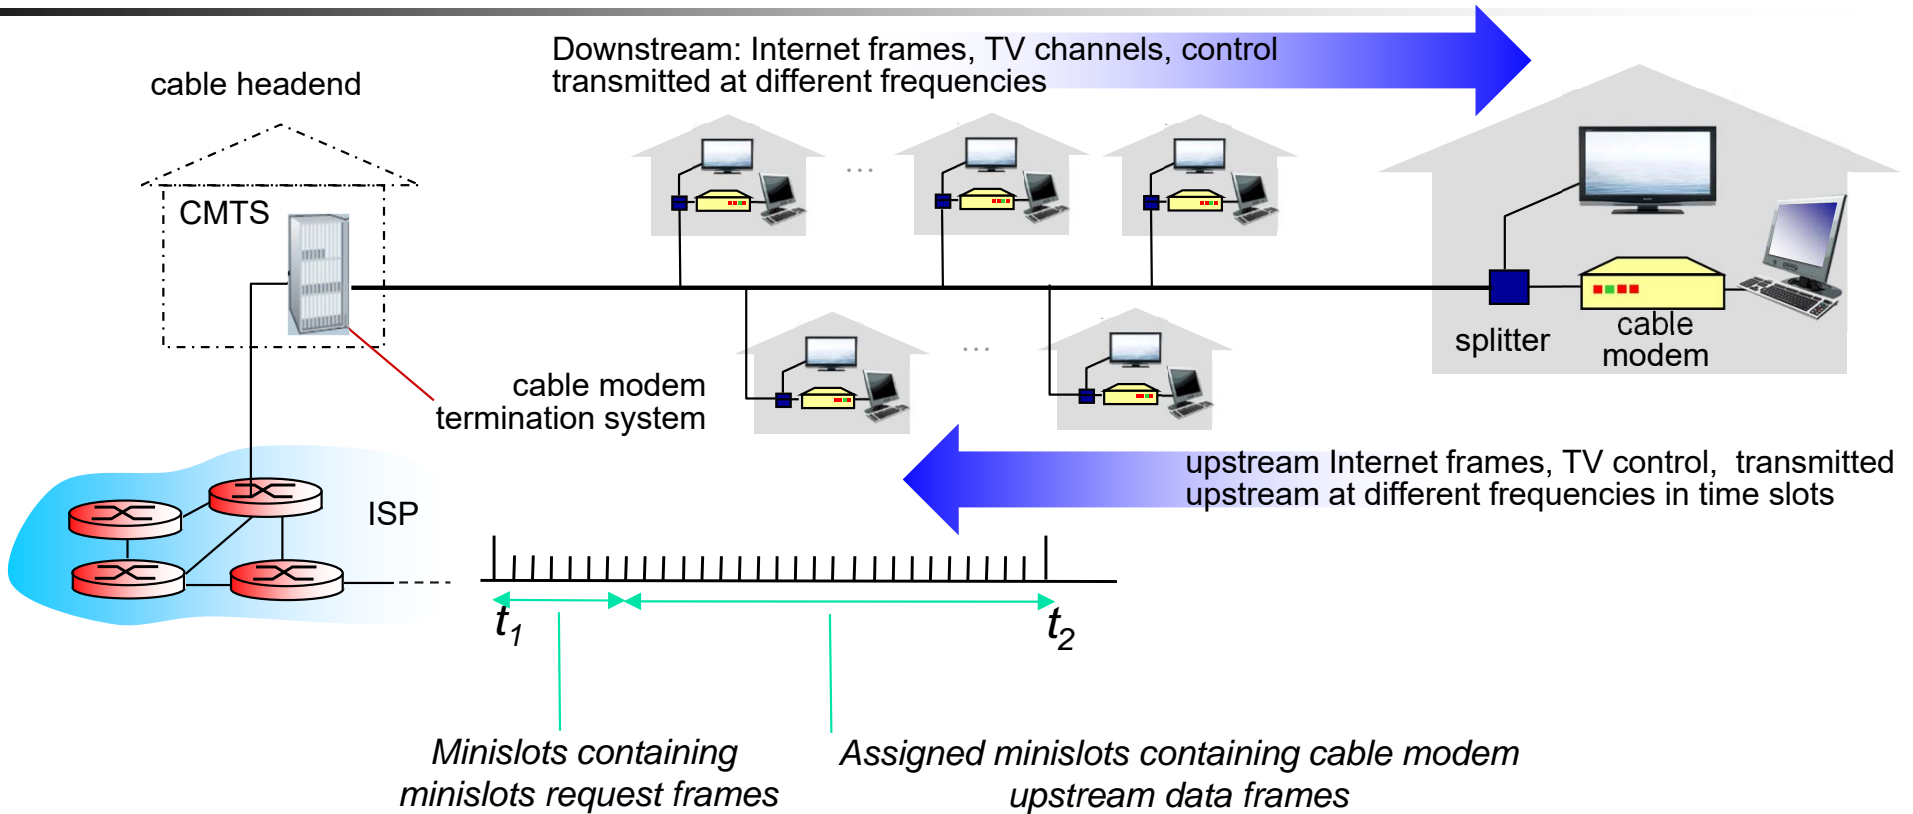 Downstream: Internet frames, TV channels, control
transmitted at different frequencies
cable headend
CMTS
...
splitter
cable
modem
...
cable modem
termination system
upstream Internet frames, TV control, transmitted
upstream at different frequencies in time slots
ISP
t1
t2
Minislots containing
minislots request frames
Assigned minislots containing cable modem
upstream data frames